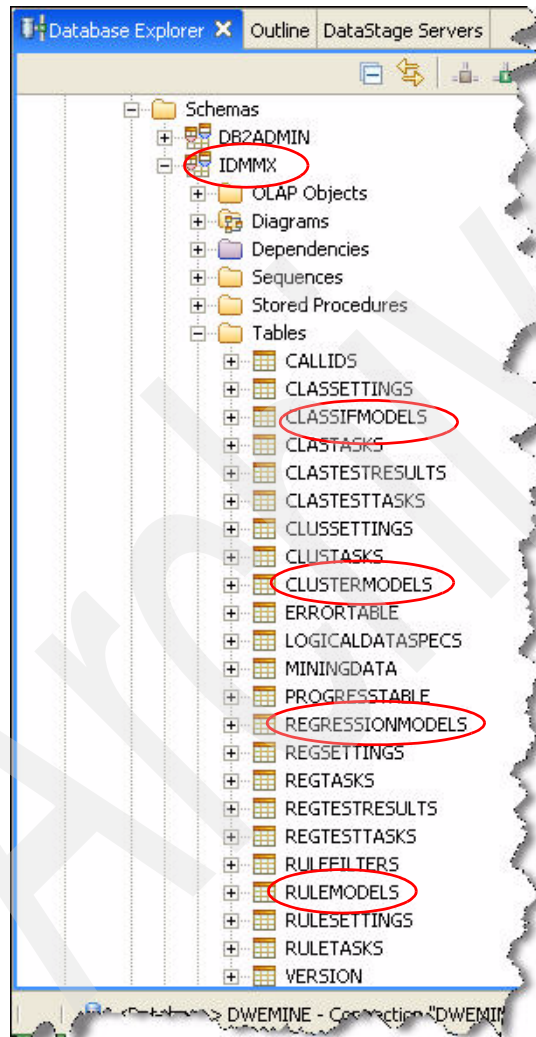 Database Explorer Outline DataStage Servers
Schemas
DB2ADMIN
IDMMX
OLAP Objects
Diagrams
Dependencies
Sequences
Stored Procedures
Tables
CALLIDS
CLASSETTINGS
CLASSIFMODELS
CLASTASKS
CLASTESTRESULTS
CLASTESTTASKS
CLUSSETTINGS
CLUSTASKS
CLUSTERMODELS
ERRORTABLE
LOGICALDATASPECS
MININGDATA
PROGRESSTABLE
REGRESSIONMODELS
REGSETTINGS
REGTASKS
REGTESTRESULTS
REGTESTTASKS
RULEFILTERS
RULEMODELS
RULESETTINGS
RULETASKS
VERSION
<Database> DWEMINE - Connection "DWEMIN